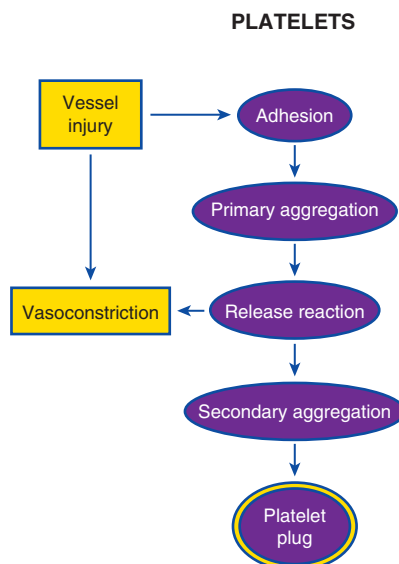 PLATELETS
Vessel
injury
Adhesion
Primary aggregation
Vasoconstriction
Release reaction
Secondary aggregation
Platelet
plug